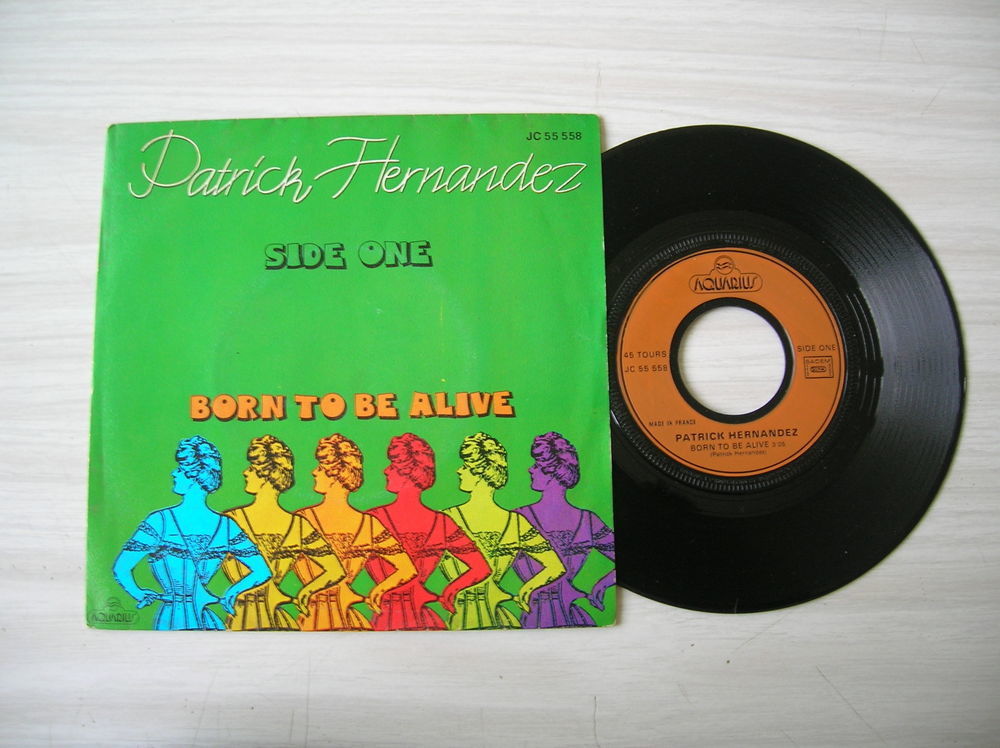 JC 55 558
Patrick Hernandez
SIDE ONE
BORN TO BE ALIVE
AQUARIUS
AQUARIUS
45 TOURS
JC 55 558
SIDE ONE
SACEM
MADE IN FRANCE
PATRICK HERNANDEZ
BORN TO BE ALIVE 3'05
(Patrick Hernandez)